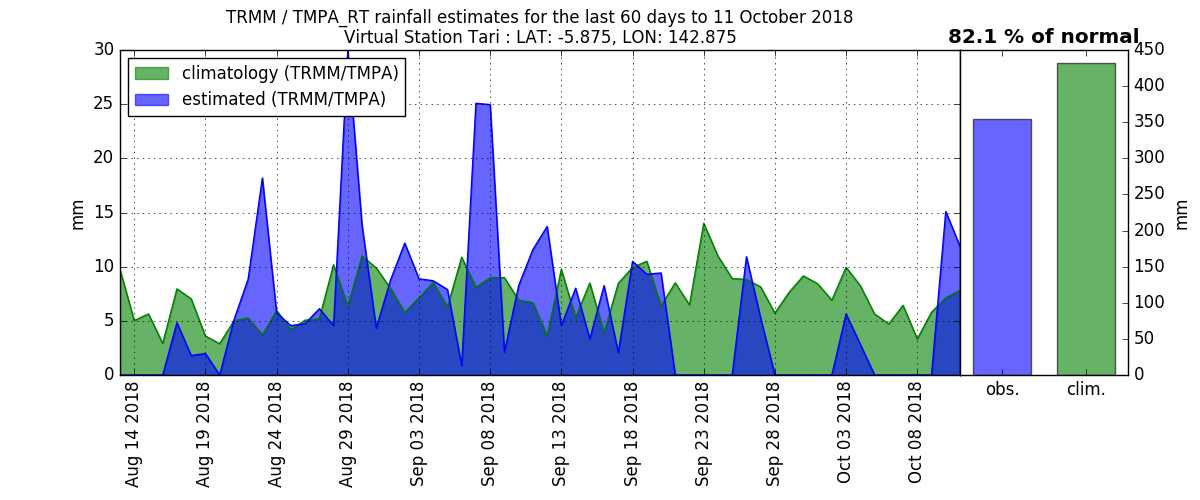 TRMM / TMPA_RT rainfall estimates for the last 60 days to 11 October 2018
Virtual Station Tari : LAT: -5.875, LON: 142.875
82.1 % of normal
climatology (TRMM/TMPA)
estimated (TRMM/TMPA)
30
25
20
15
10
5
0
mm
Aug 14 2018
Aug 19 2018
Aug 24 2018
Aug 29 2018
Sep 03 2018
Sep 08 2018
Sep 13 2018
Sep 18 2018
Sep 23 2018
Sep 28 2018
Oct 03 2018
Oct 08 2018
obs.
clim.
450
400
350
300
250
200
150
100
50
0
mm